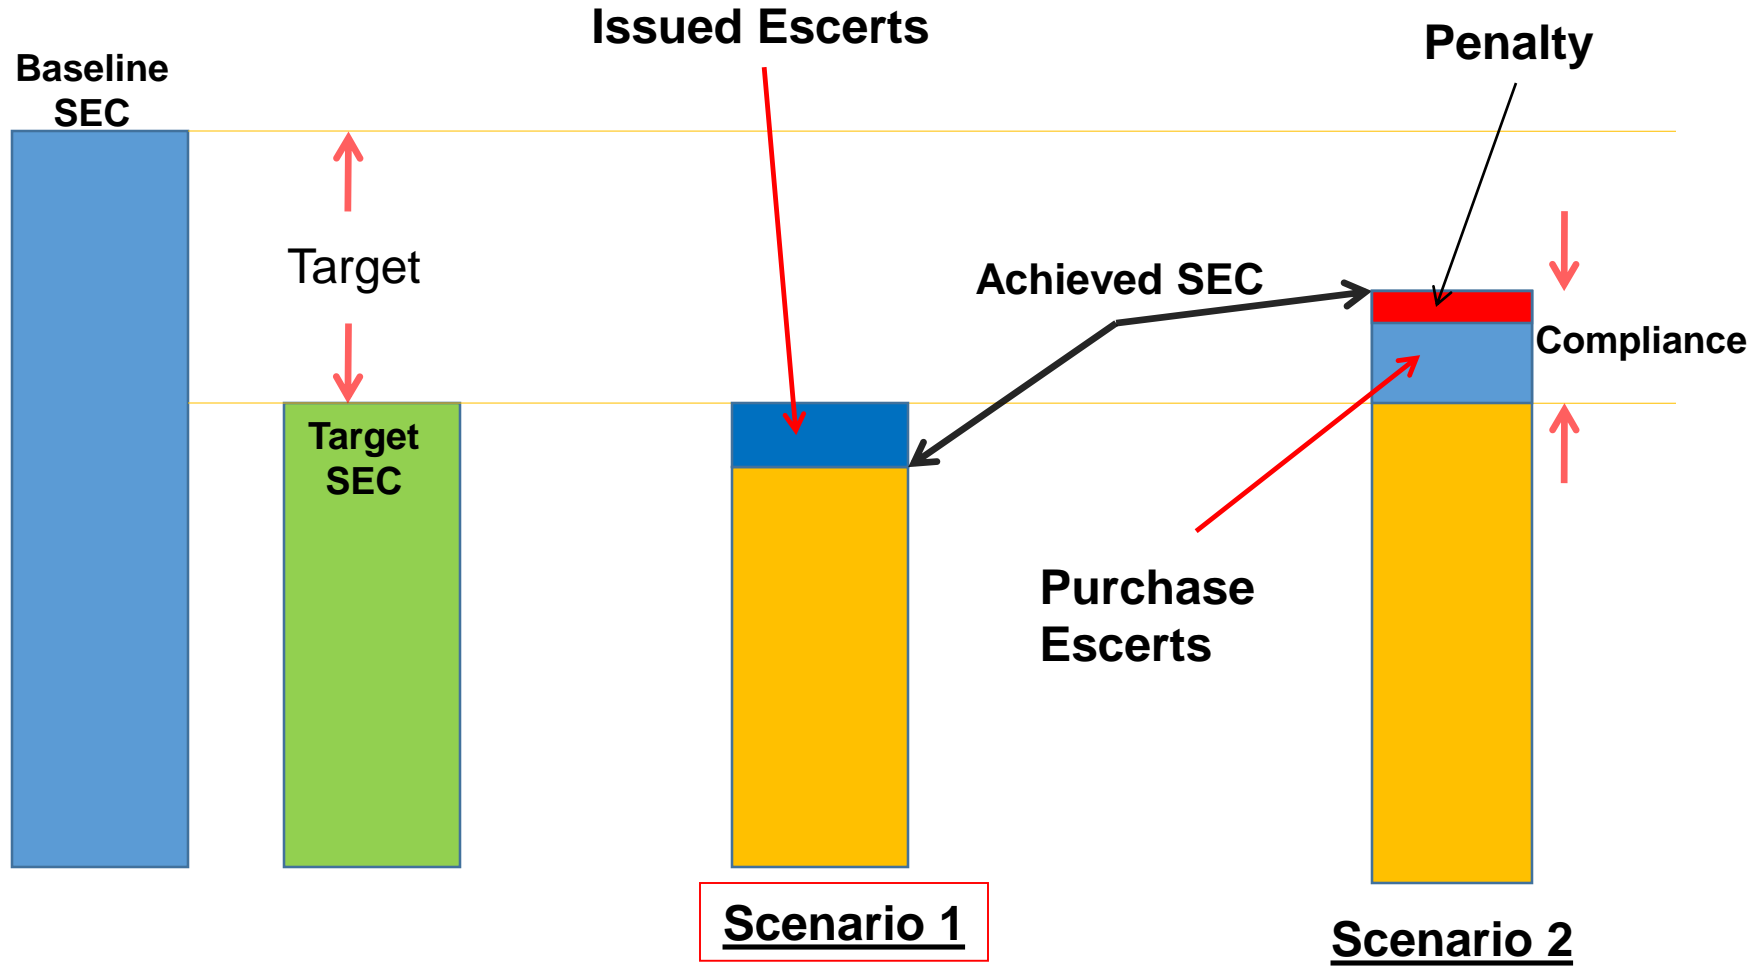 Issued Escerts
Penalty
Baseline
SEC
Target
Achieved SEC
Compliance
Target
SEC
Purchase
Escerts
Scenario 1
Scenario 2